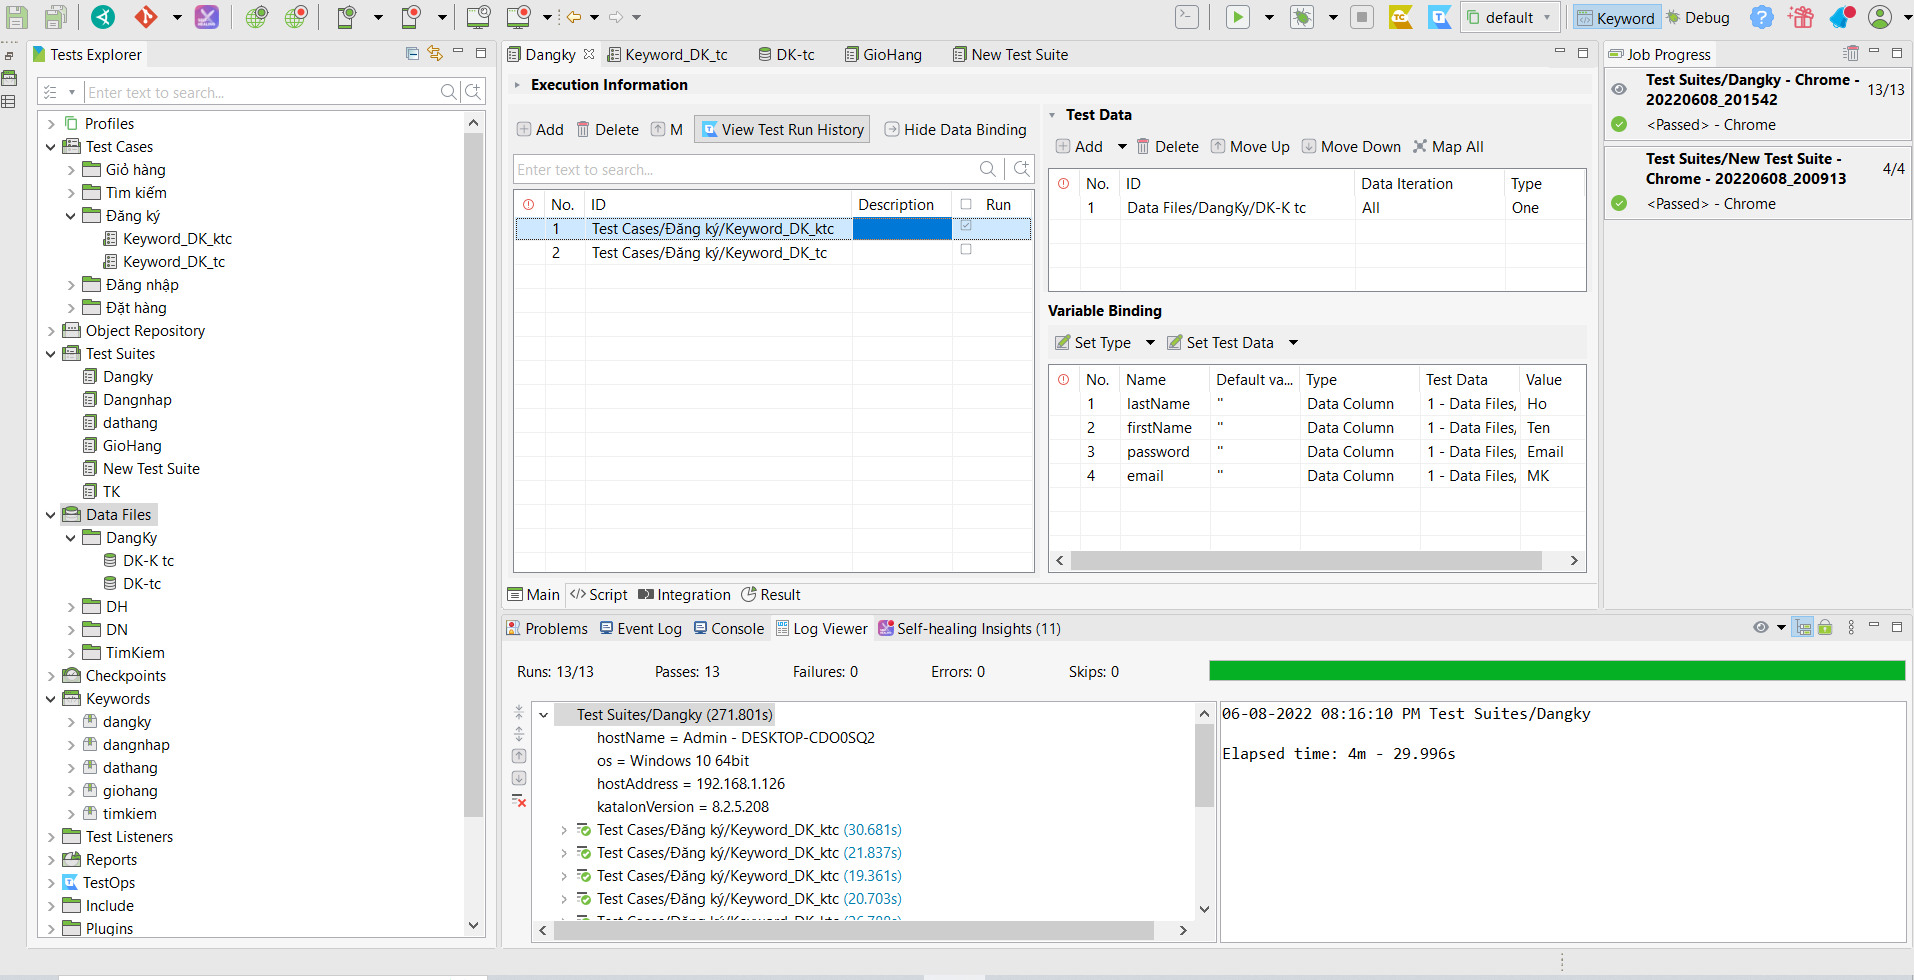 default
Keyword
Debug
Tests Explorer
Enter text to search...
Profiles
Test Cases
Giỏ hàng
Tìm kiếm
Đăng ký
Keyword_DK_ktc
Keyword_DK_tc
Đăng nhập
Đặt hàng
Object Repository
Test Suites
Dangky
Dangnhap
dathang
GioHang
New Test Suite
TK
Data Files
DangKy
DK-K tc
DK-tc
DH
DN
TimKiem
Checkpoints
Keywords
dangky
dangnhap
dathang
giohang
timkiem
Test Listeners
Reports
TestOps
Include
Plugins
Dangky
Keyword_DK_tc
DK-tc
GioHang
New Test Suite
Execution Information
Add
Delete
M
View Test Run History
Hide Data Binding
Enter text to search...
No. ID Description Run
1 Test Cases/Đăng ký/Keyword_DK_ktc
2 Test Cases/Đăng ký/Keyword_DK_tc
Test Data
Add
Delete
Move Up
Move Down
Map All
No. ID Data Iteration Type
1 Data Files/DangKy/DK-K tc All One
Variable Binding
Set Type
Set Test Data
No. Name Default va... Type Test Data Value
1 lastName '' Data Column 1 - Data Files, Ho
2 firstName '' Data Column 1 - Data Files, Ten
3 password '' Data Column 1 - Data Files, Email
4 email '' Data Column 1 - Data Files, MK
Main
Script
Integration
Result
Job Progress
Test Suites/Dangky - Chrome - 20220608_201542
13/13
<Passed> - Chrome
Test Suites/New Test Suite - Chrome - 20220608_200913
4/4
<Passed> - Chrome
Problems
Event Log
Console
Log Viewer
Self-healing Insights (11)
Runs: 13/13
Passes: 13
Failures: 0
Errors: 0
Skips: 0
Test Suites/Dangky (271.801s)
hostName = Admin - DESKTOP-CDO0SQ2
os = Windows 10 64bit
hostAddress = 192.168.1.126
katalonVersion = 8.2.5.208
Test Cases/Đăng ký/Keyword_DK_ktc (30.681s)
Test Cases/Đăng ký/Keyword_DK_ktc (21.837s)
Test Cases/Đăng ký/Keyword_DK_ktc (19.361s)
Test Cases/Đăng ký/Keyword_DK_ktc (20.703s)
Test Cases/Đăng ký/Keyword_DK_ktc
06-08-2022 08:16:10 PM Test Suites/Dangky
Elapsed time: 4m - 29.996s